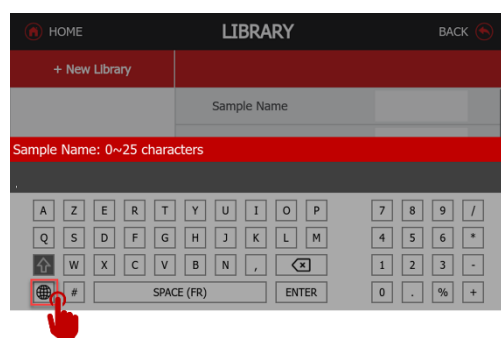 HOME LIBRARY BACK
+ New Library
Sample Name
Sample Name: 0~25 characters
.
A Z E R T Y U I O P 7 8 9 /
Q S D F G H J K L M 4 5 6 *
W X C V B N , 1 2 3 -
# SPACE (FR) ENTER 0 . % +